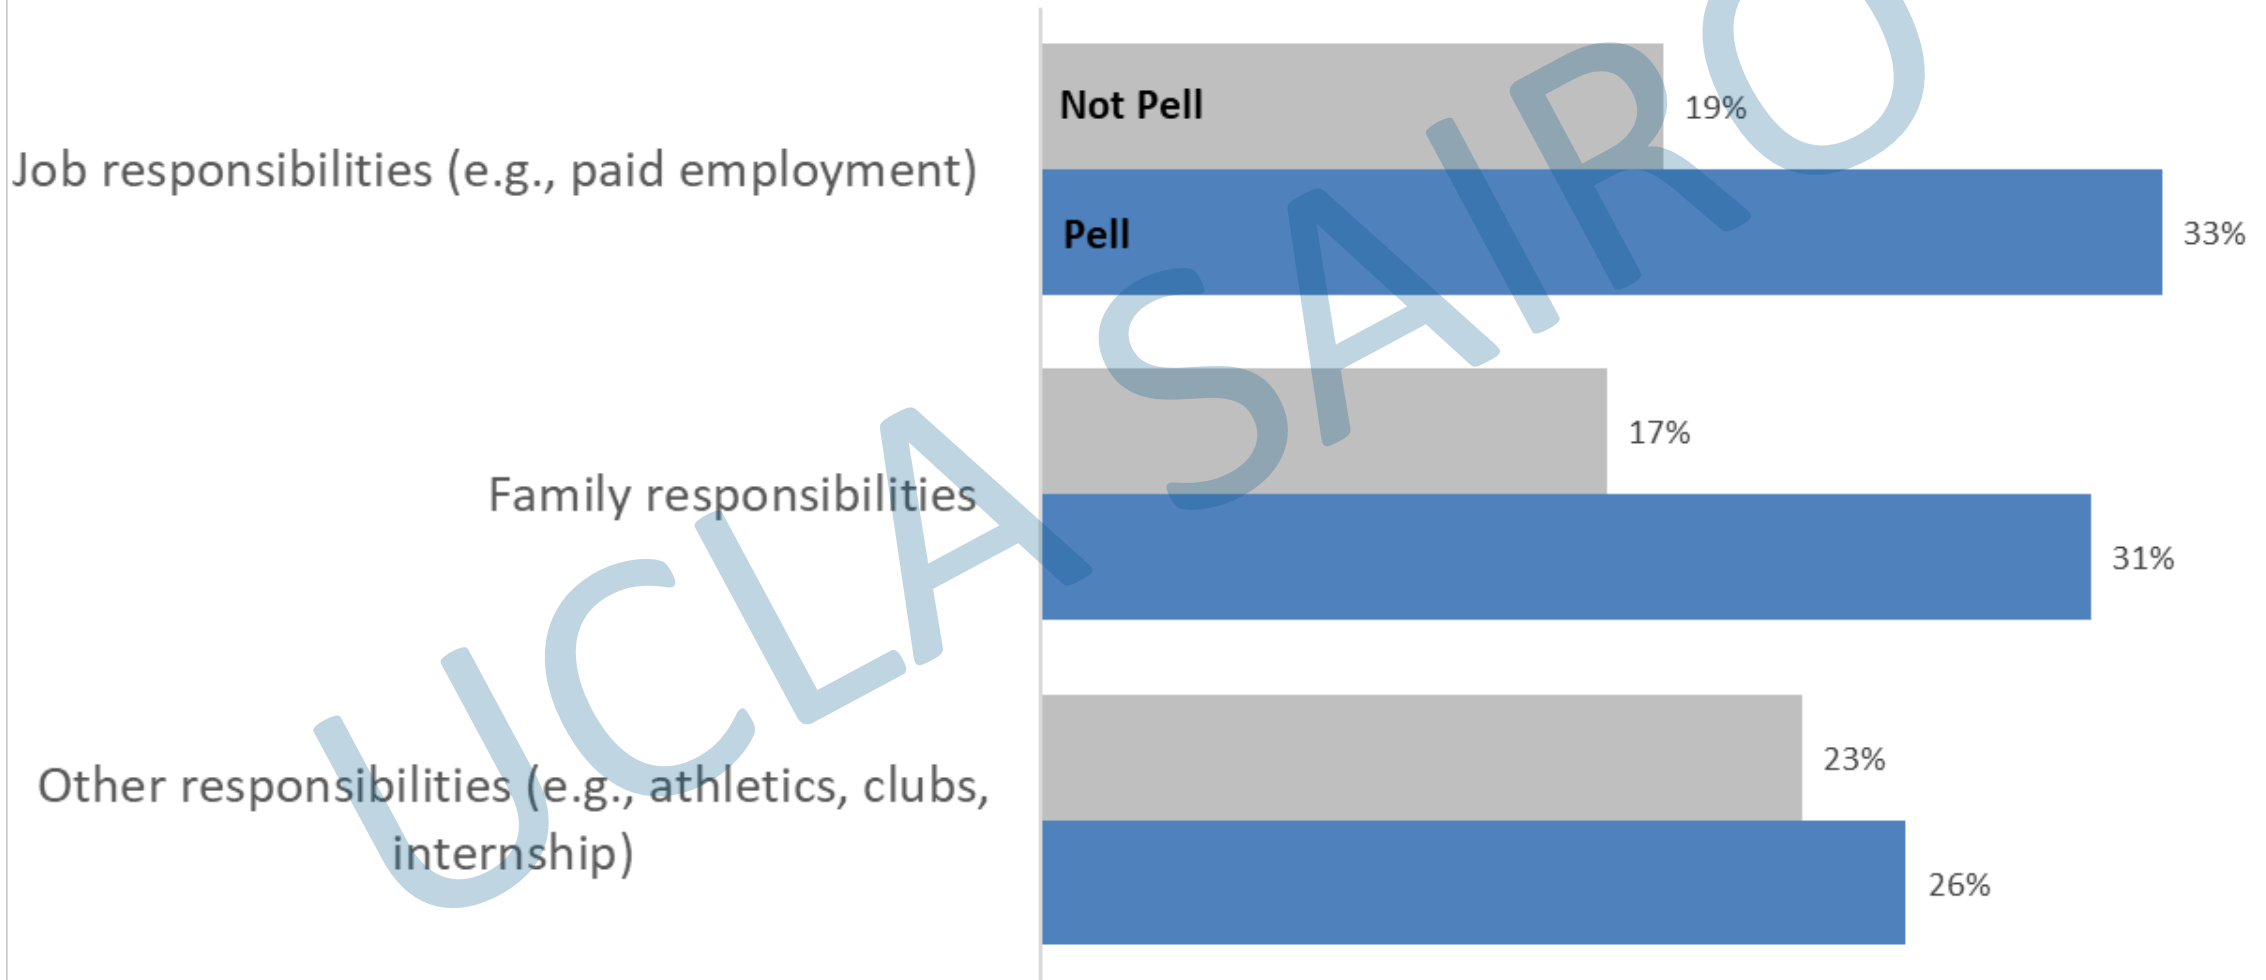 Not Pell
19%
Job responsibilities (e.g., paid employment)
Pell
33%
17%
Family responsibilities
31%
23%
Other responsibilities (e.g., athletics, clubs,
internship)
26%
UCLA SAIRO